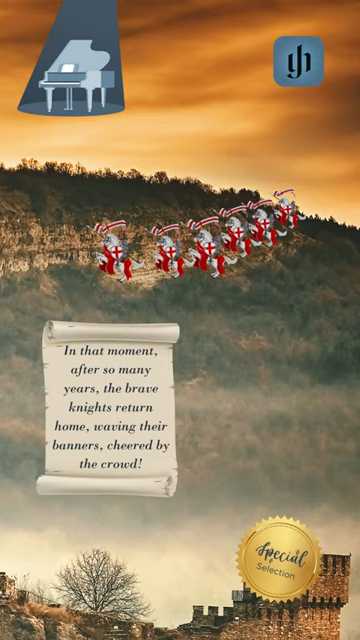 In that moment,
after so many
years, the brave
knights return
home, waving their
banners, cheered by
the crowd!
Special
Selection